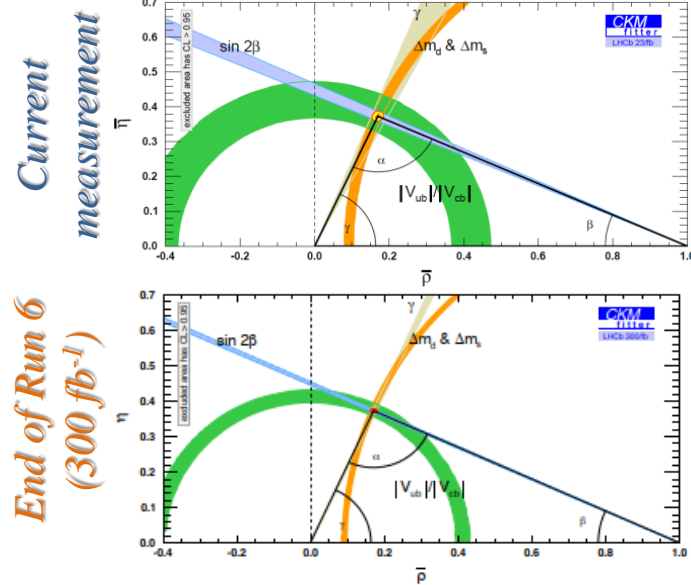 Current
measurement
0.7
0.6
0.5
0.4
0.3
0.2
0.1
0.0
η̅
excluded area has CL > 0.95
sin 2β
γ
Δm_d & Δm_s
CKM
fitter
LHCb 23/fb
α
|V_ub|/|V_cb|
γ
β
-0.4 -0.2 0.0 0.2 0.4 0.6 0.8 1.0
ρ̅
End of Run 6
(300 fb⁻¹)
0.7
0.6
0.5
0.4
0.3
0.2
0.1
0.0
η
excluded area has CL > 0.95
sin 2β
γ
Δm_d & Δm_s
CKM
fitter
LHCb 300/fb
α
|V_ub|/|V_cb|
γ
β
-0.4 -0.2 0.0 0.2 0.4 0.6 0.8 1.0
ρ̅